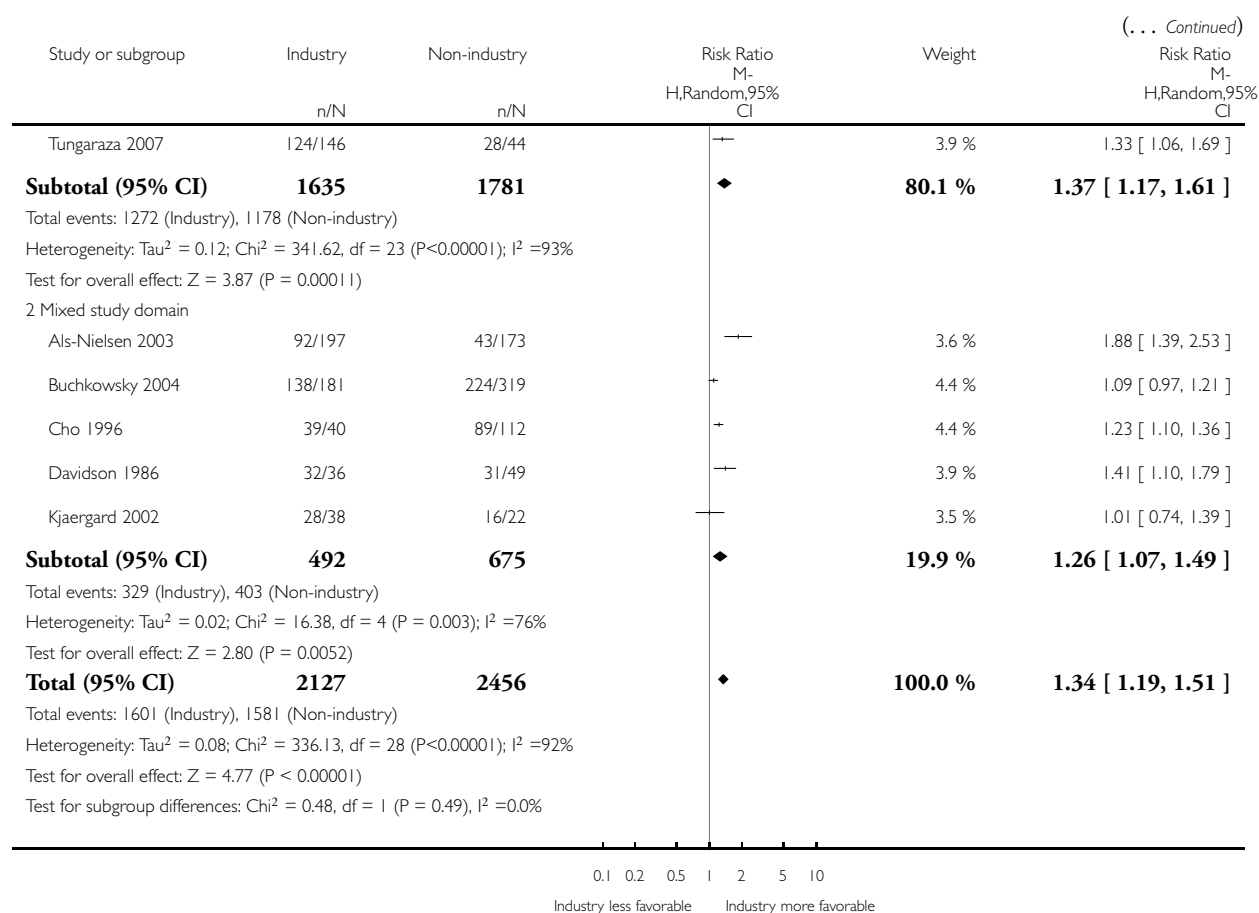 (. . . Continued)
Study or subgroup Industry Non-industry Risk Ratio Weight Risk Ratio
M-H,Random,95% CI M-H,Random,95% CI
n/N n/N
Tungaraza 2007 124/146 28/44 3.9 % 1.33 [ 1.06, 1.69 ]
Subtotal (95% CI) 1635 1781 80.1 % 1.37 [ 1.17, 1.61 ]
Total events: 1272 (Industry), 1178 (Non-industry)
Heterogeneity: Tau² = 0.12; Chi² = 341.62, df = 23 (P<0.00001); I² =93%
Test for overall effect: Z = 3.87 (P = 0.00011)
2 Mixed study domain
Als-Nielsen 2003 92/197 43/173 3.6 % 1.88 [ 1.39, 2.53 ]
Buchkowsky 2004 138/181 224/319 4.4 % 1.09 [ 0.97, 1.21 ]
Cho 1996 39/40 89/112 4.4 % 1.23 [ 1.10, 1.36 ]
Davidson 1986 32/36 31/49 3.9 % 1.41 [ 1.10, 1.79 ]
Kjaergard 2002 28/38 16/22 3.5 % 1.01 [ 0.74, 1.39 ]
Subtotal (95% CI) 492 675 19.9 % 1.26 [ 1.07, 1.49 ]
Total events: 329 (Industry), 403 (Non-industry)
Heterogeneity: Tau² = 0.02; Chi² = 16.38, df = 4 (P = 0.003); I² =76%
Test for overall effect: Z = 2.80 (P = 0.0052)
Total (95% CI) 2127 2456 100.0 % 1.34 [ 1.19, 1.51 ]
Total events: 1601 (Industry), 1581 (Non-industry)
Heterogeneity: Tau² = 0.08; Chi² = 336.13, df = 28 (P<0.00001); I² =92%
Test for overall effect: Z = 4.77 (P < 0.00001)
Test for subgroup differences: Chi² = 0.48, df = 1 (P = 0.49), I² =0.0%
0.1 0.2 0.5 1 2 5 10
Industry less favorable Industry more favorable